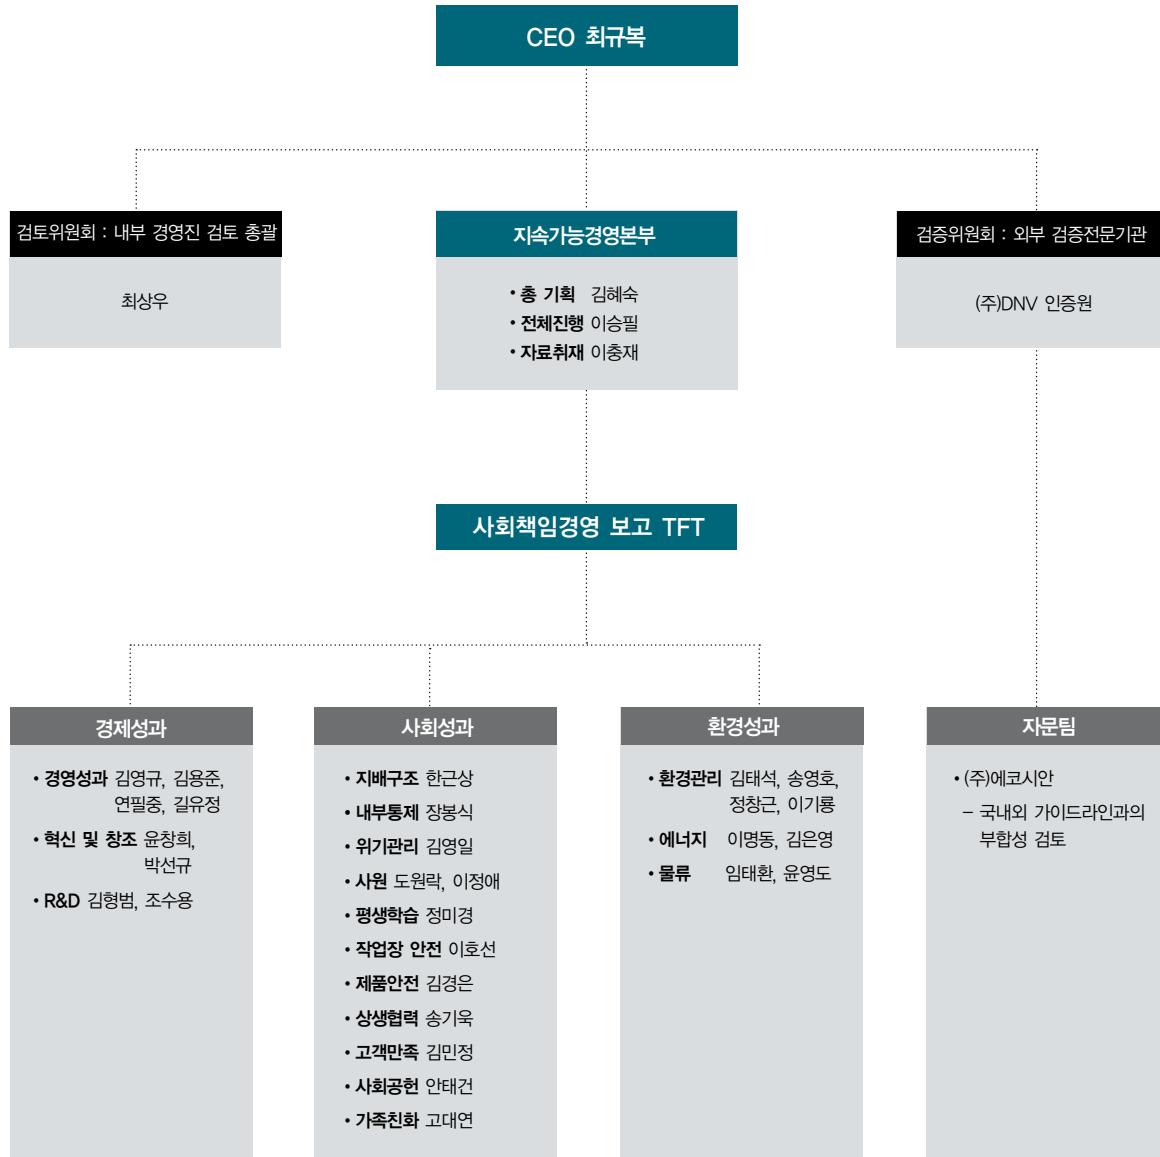 CEO 최규복
검토위원회 : 내부 경영진 검토 총괄
최상우
지속가능경영본부
• 총 기획 김혜숙
• 전체진행 이승필
• 자료취재 이충재
검증위원회 : 외부 검증전문기관
(주)DNV 인증원
사회책임경영 보고 TFT
경제성과
• 경영성과 김영규, 김용준,
연필중, 길유정
• 혁신 및 창조 윤창희,
박선규
• R&D 김형범, 조수용
사회성과
• 지배구조 한근상
• 내부통제 장봉식
• 위기관리 김영일
• 사원 도원락, 이정애
• 평생학습 정미경
• 작업장 안전 이호선
• 제품안전 김경은
• 상생협력 송기욱
• 고객만족 김민정
• 사회공헌 안태건
• 가족친화 고대연
환경성과
• 환경관리 김태석, 송영호,
정창근, 이기룡
• 에너지 이명동, 김은영
• 물류 임태환, 윤영도
자문팀
• (주)에코시안
– 국내외 가이드라인과의
부합성 검토